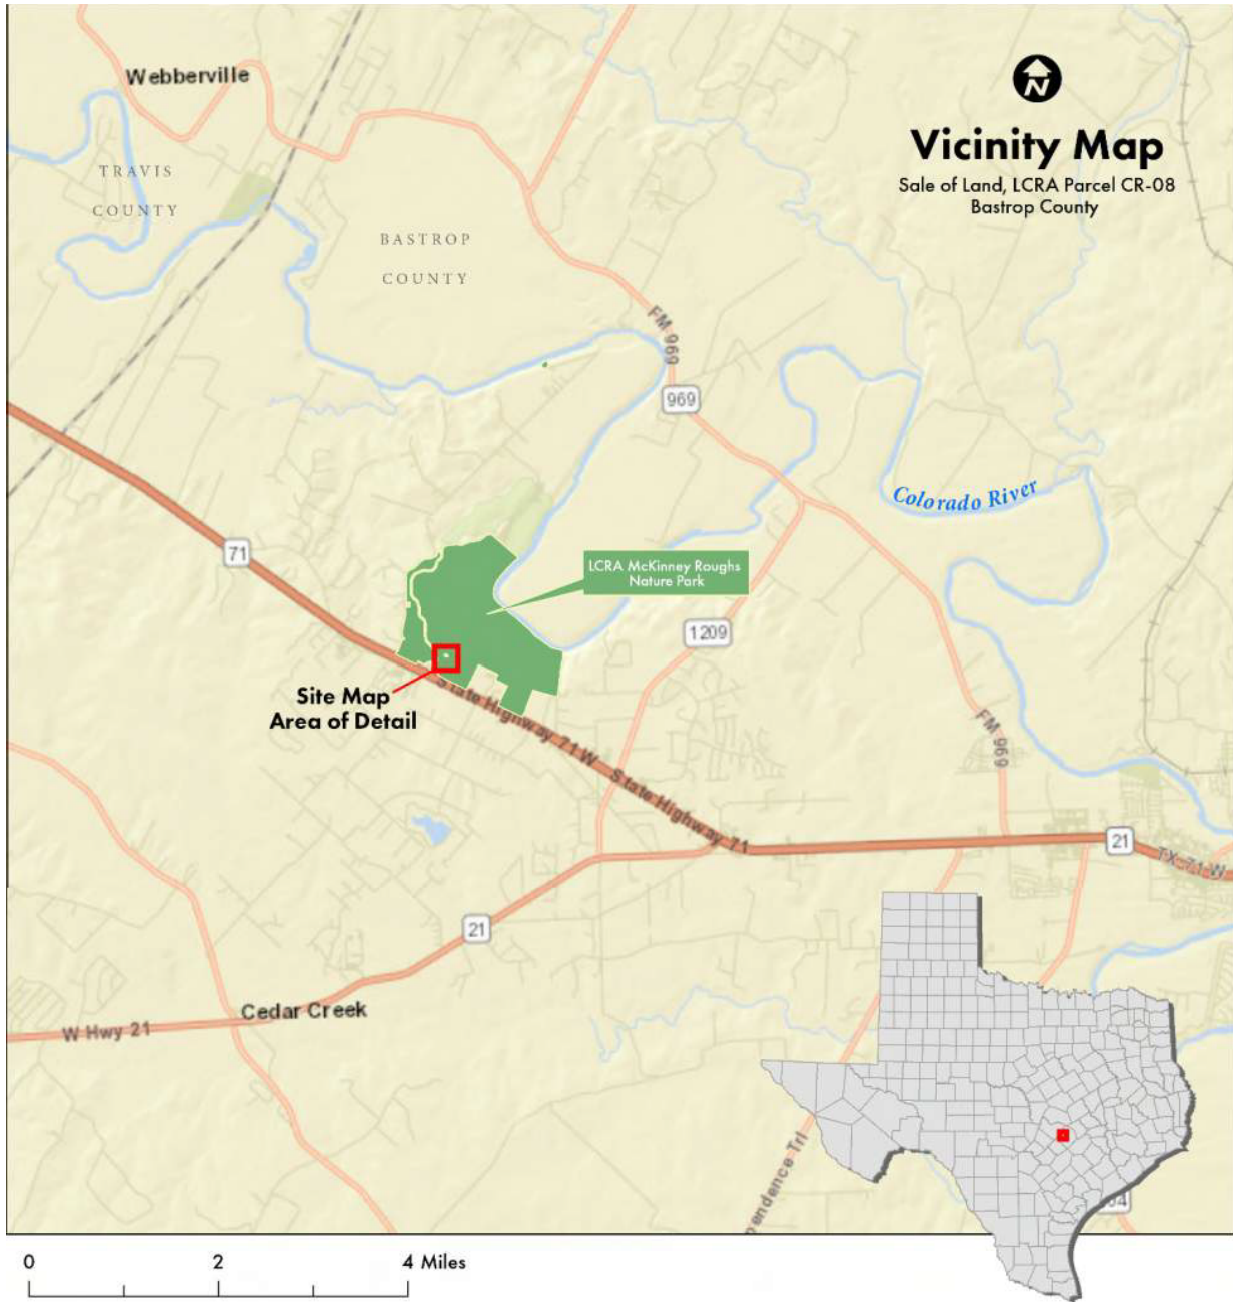 Webberville
N
Vicinity Map
Sale of Land, LCRA Parcel CR-08
Bastrop County
TRAVIS
COUNTY
BASTROP
COUNTY
FM 969
969
Colorado River
71
LCRA McKinney Roughs
Nature Park
1209
Site Map
Area of Detail
State Highway 71 W
State Highway 71
FM 969
21
TX-71 W
21
Cedar Creek
W Hwy 21
pendence Trl
0
2
4 Miles